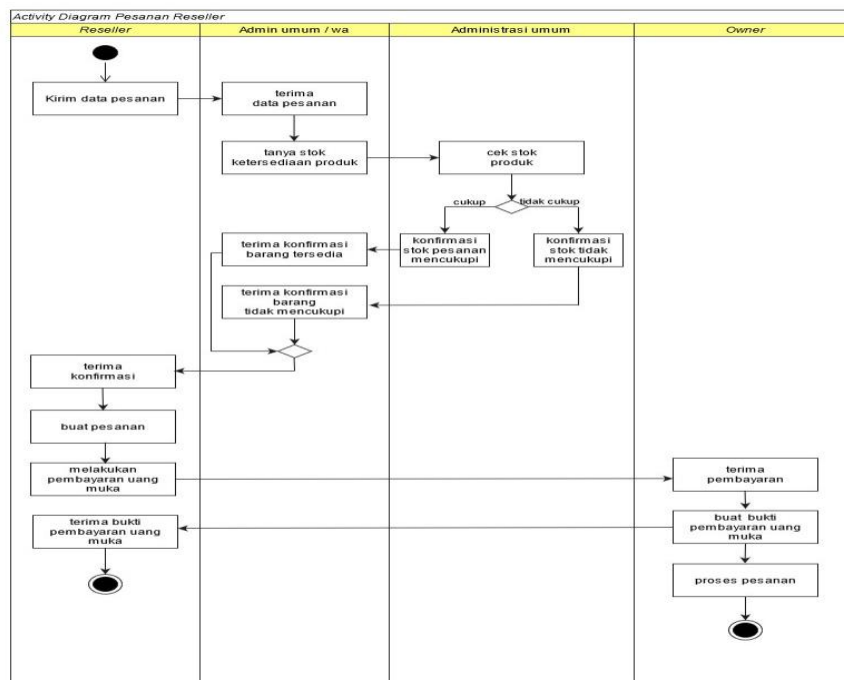 Activity Diagram Pesanan Reseller
Reseller
Admin umum / wa
Administrasi umum
Owner
Kirim data pesanan
terima
data pesanan
tanya stok
ketersediaan produk
cek stok
produk
cukup
tidak cukup
konfirmasi
stok pesanan
mencukupi
konfirmasi
stok tidak
mencukupi
terima konfirmasi
barang tersedia
terima konfirmasi
barang
tidak mencukupi
terima
konfirmasi
buat pesanan
melakukan
pembayaran uang
muka
terima
pembayaran
buat bukti
pembayaran uang
muka
terima bukti
pembayaran uang
muka
proses pesanan